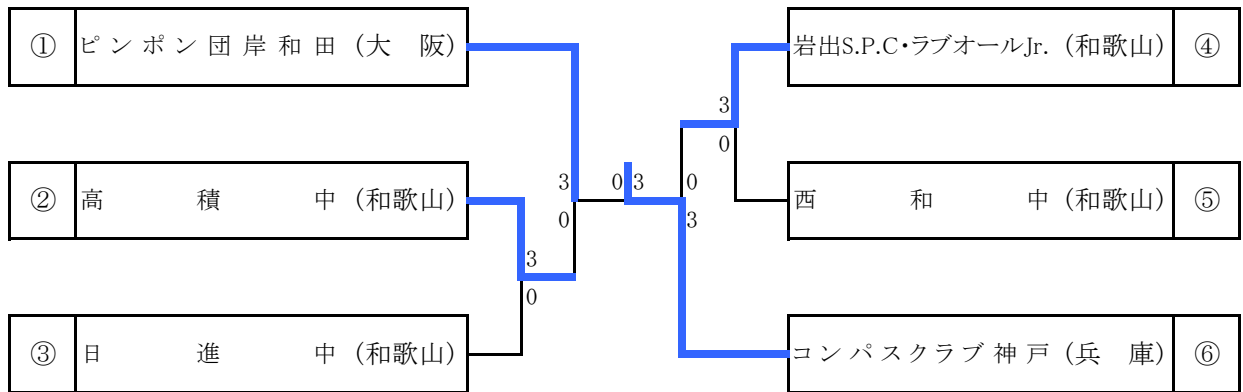 ① ピンポン団岸和田 (大 阪)
岩出S.P.C・ラブオールJr. (和歌山) ④
3
0
② 高 積 中 (和歌山)
3 0 3 0
0 3
西 和 中 (和歌山) ⑤
3
0
③ 日 進 中 (和歌山)
コンパスクラブ神戸 (兵 庫) ⑥